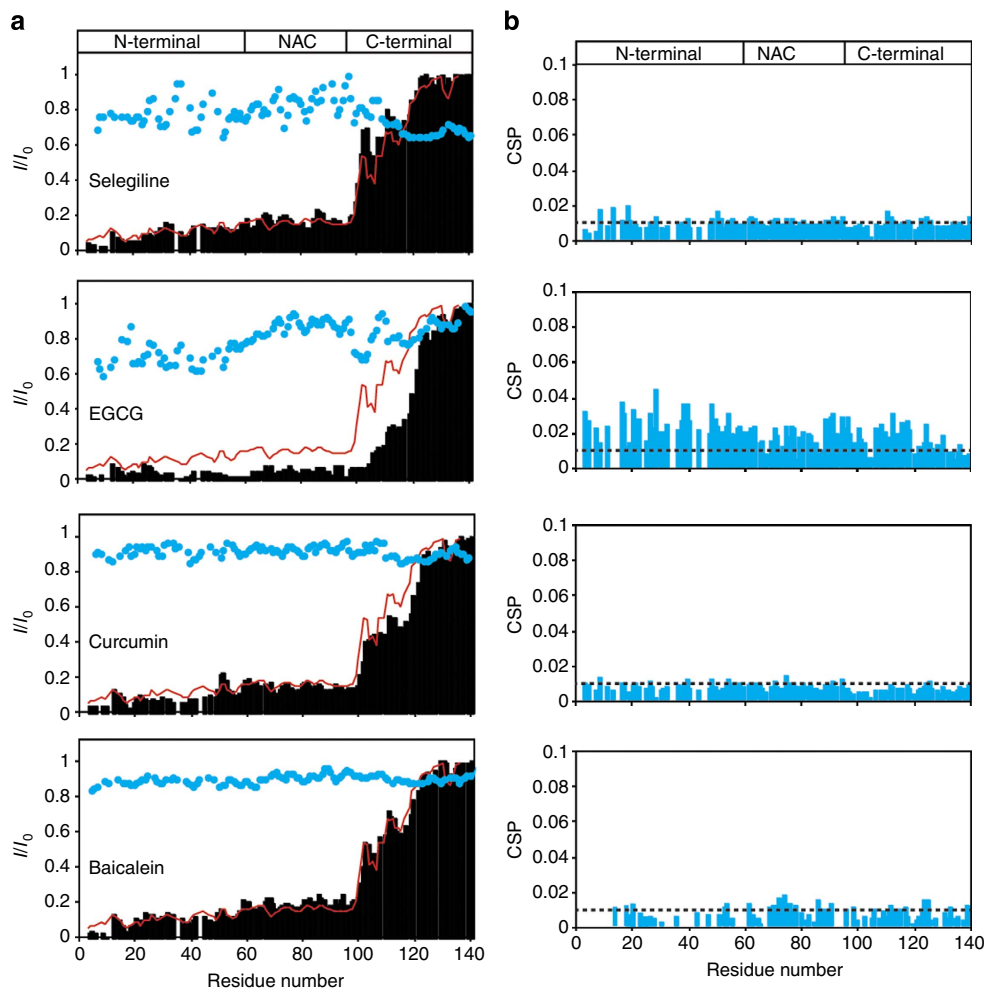 a
N-terminal NAC C-terminal
1
0.8
0.6
0.4
0.2
0
I/I0
Selegiline
1
0.8
0.6
0.4
0.2
0
I/I0
EGCG
1
0.8
0.6
0.4
0.2
0
I/I0
Curcumin
1
0.8
0.6
0.4
0.2
0
I/I0
Baicalein
0 20 40 60 80 100 120 140
Residue number
b
N-terminal NAC C-terminal
0.1
0.08
0.06
0.04
0.02
0
CSP
0.1
0.08
0.06
0.04
0.02
0
CSP
0.1
0.08
0.06
0.04
0.02
0
CSP
0.1
0.08
0.06
0.04
0.02
0
CSP
0 20 40 60 80 100 120 140
Residue number